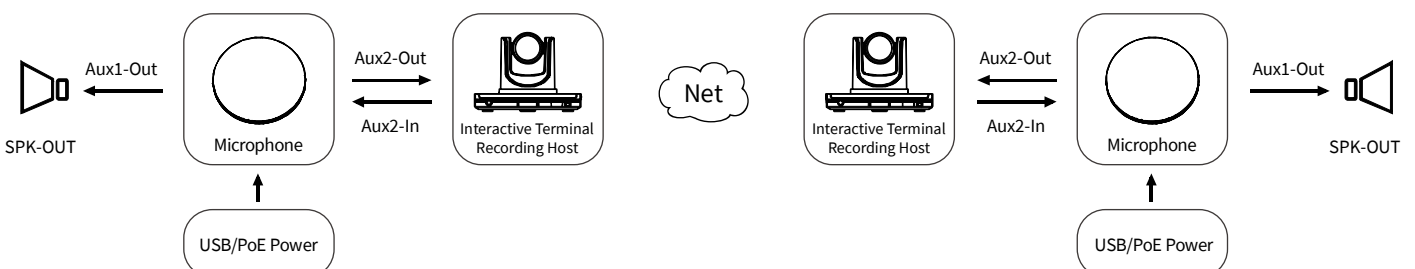 Aux1-Out
SPK-OUT
Microphone
Aux2-Out
Aux2-In
Interactive Terminal
Recording Host
USB/PoE Power
Net
Interactive Terminal
Recording Host
Aux2-Out
Aux2-In
Microphone
Aux1-Out
SPK-OUT
USB/PoE Power